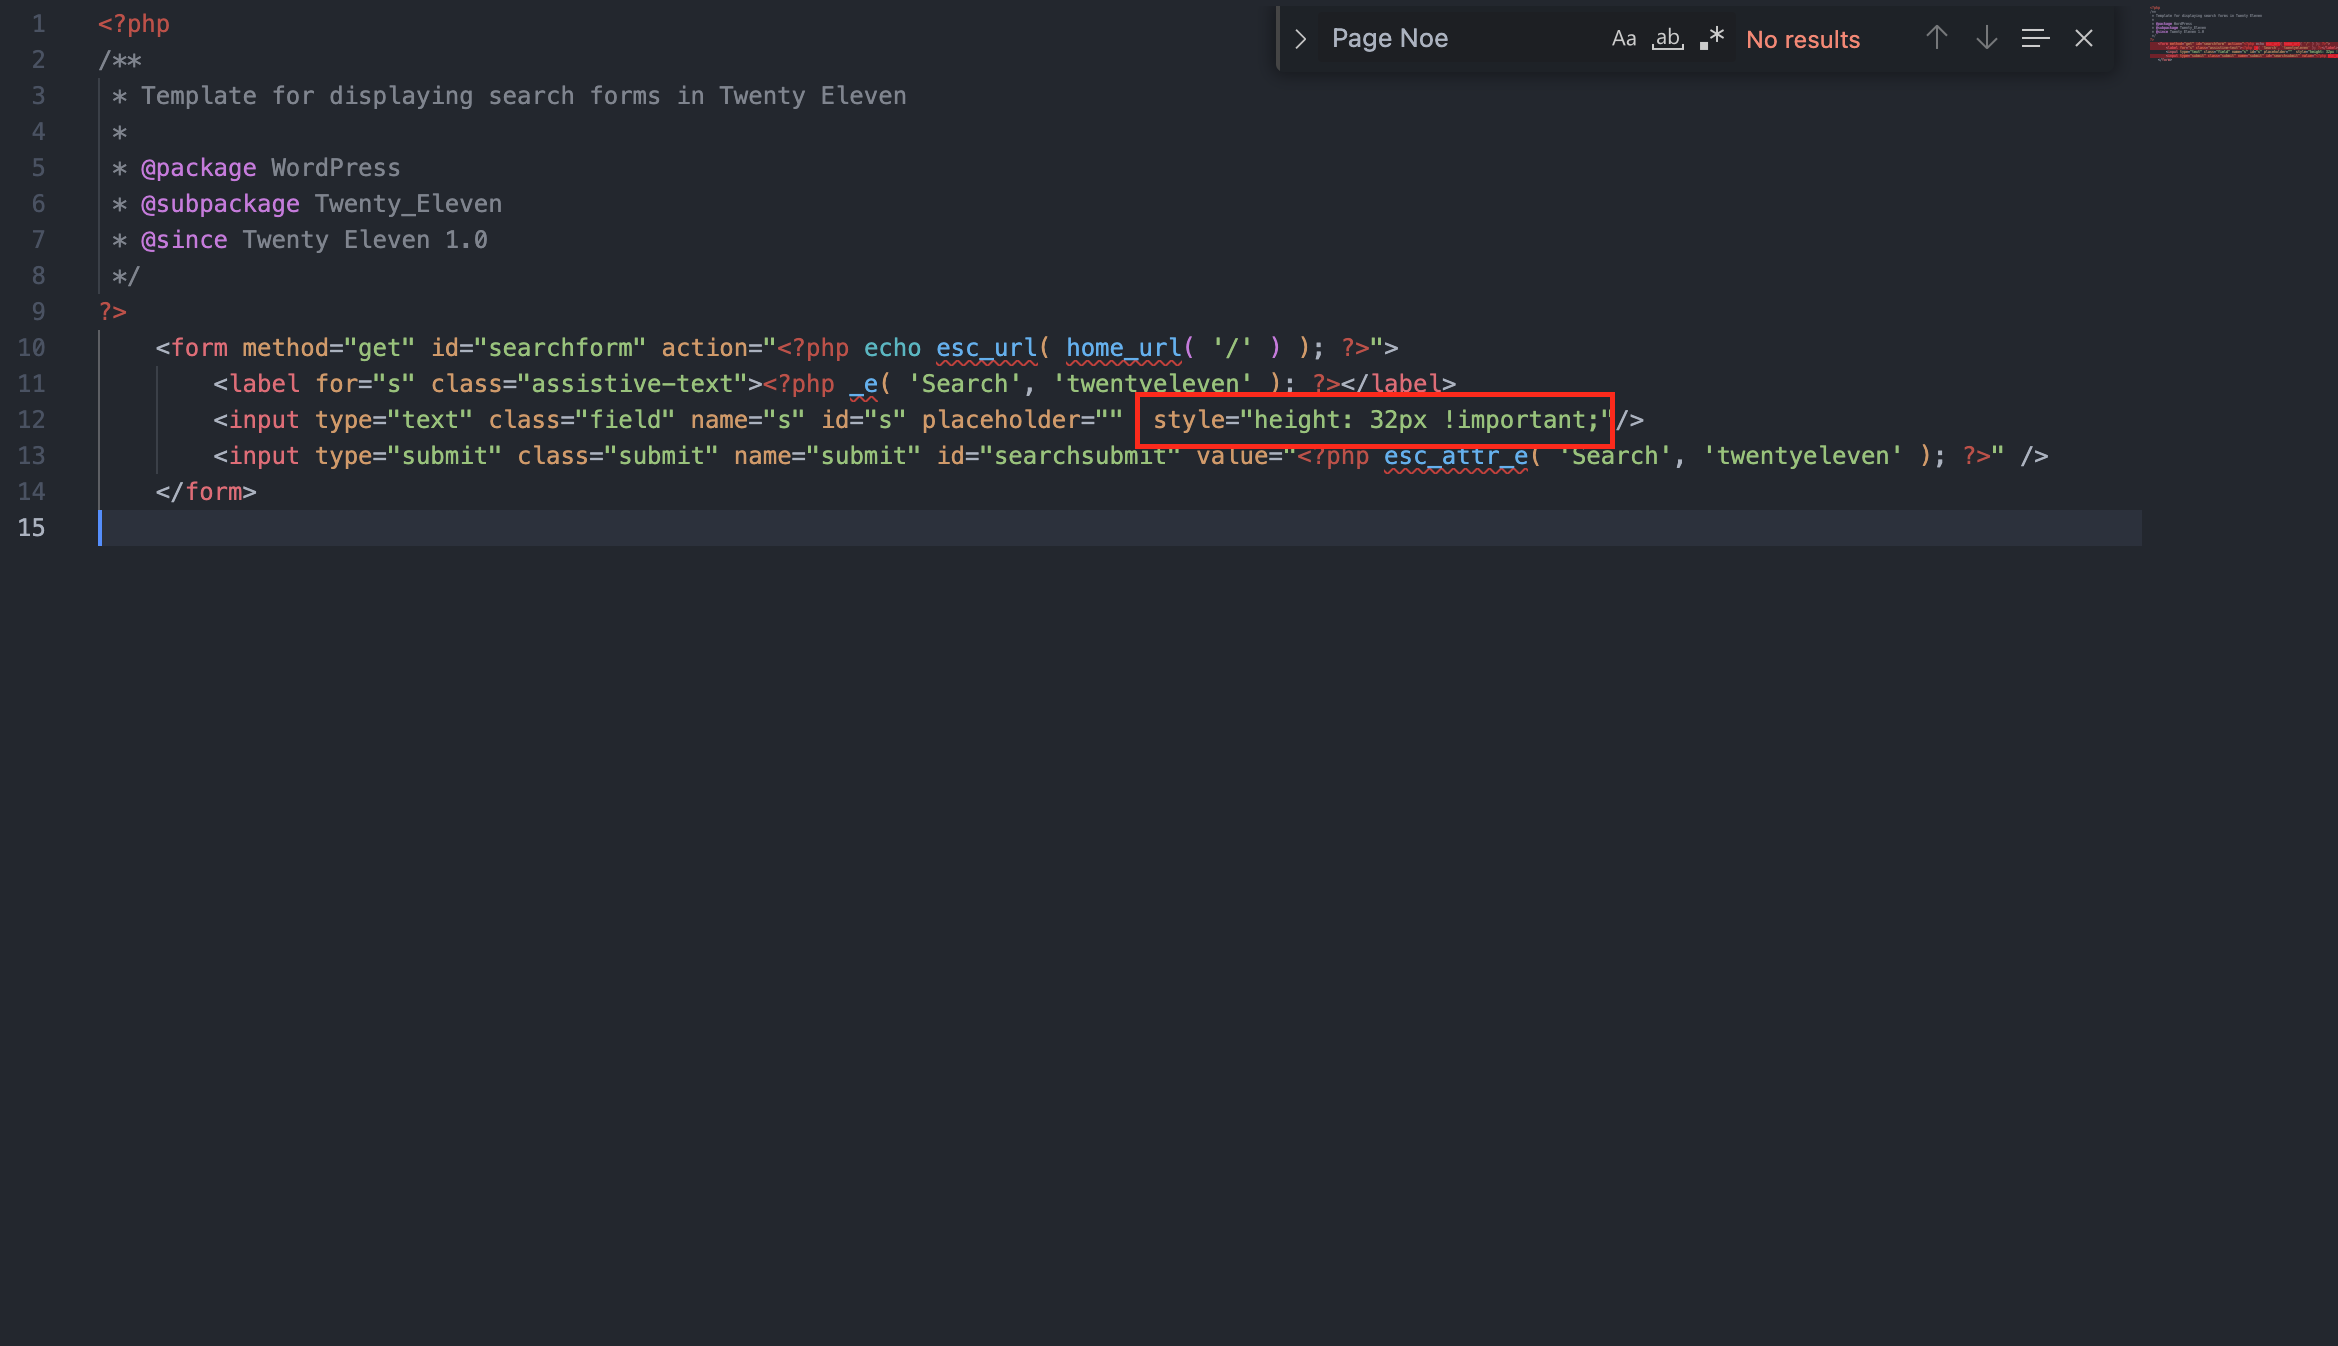 Page Noe Aa ab No results
1 <?php
2 /**
3 * Template for displaying search forms in Twenty Eleven
4 *
5 * @package WordPress
6 * @subpackage Twenty_Eleven
7 * @since Twenty Eleven 1.0
8 */
9 ?>
10 <form method="get" id="searchform" action="<?php echo esc_url( home_url( '/' ) ); ?>">
11 <label for="s" class="assistive-text"><?php _e( 'Search', 'twentyeleven' ); ?></label>
12 <input type="text" class="field" name="s" id="s" placeholder="" style="height: 32px !important;"/>
13 <input type="submit" class="submit" name="submit" id="searchsubmit" value="<?php esc_attr_e( 'Search', 'twentyeleven' ); ?>" />
14 </form>
15